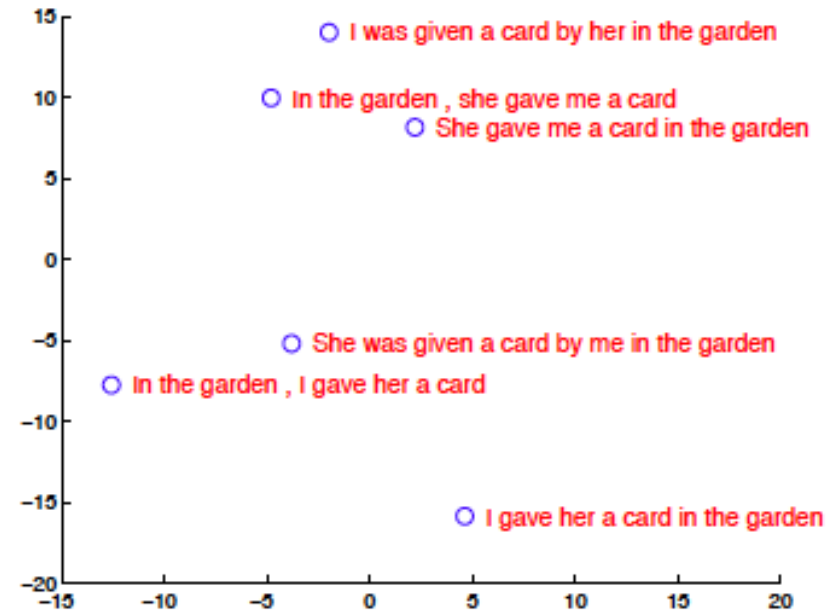 15
I was given a card by her in the garden
10
In the garden , she gave me a card
She gave me a card in the garden
5
0
-5
She was given a card by me in the garden
In the garden , I gave her a card
-10
-15
I gave her a card in the garden
-20
-15 -10 -5 0 5 10 15 20